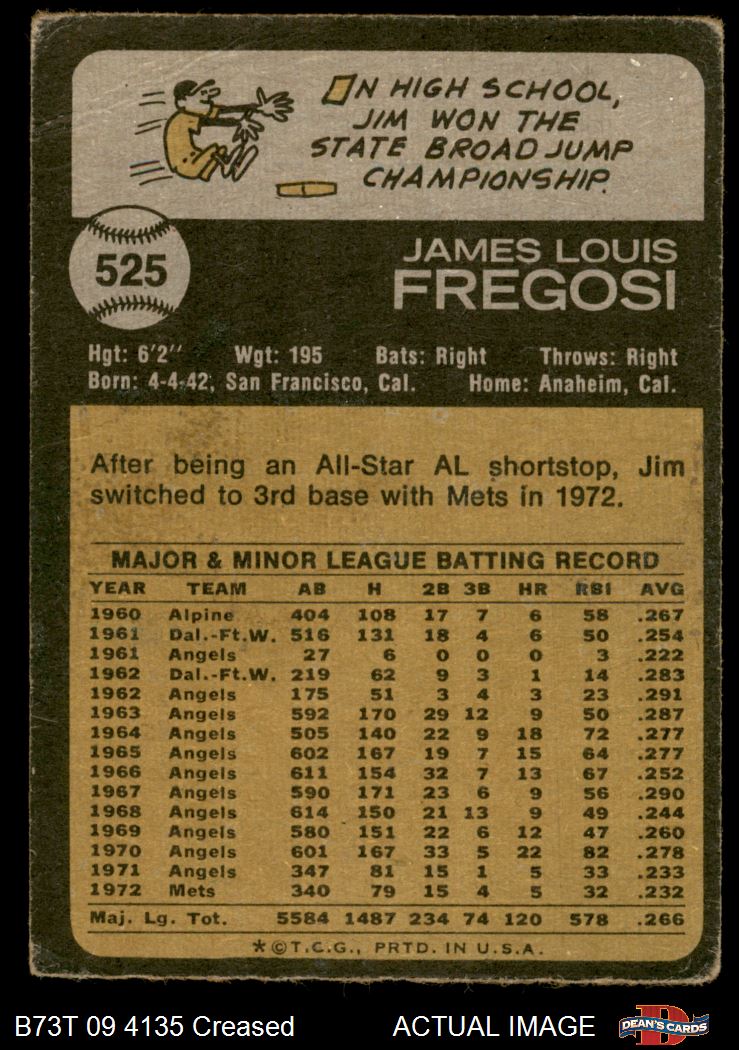 IN HIGH SCHOOL,
JIM WON THE
STATE BROAD JUMP
CHAMPIONSHIP.
525
JAMES LOUIS
FREGOSI
Hgt: 6'2" Wgt: 195 Bats: Right Throws: Right
Born: 4-4-42, San Francisco, Cal. Home: Anaheim, Cal.
After being an All-Star AL shortstop, Jim
switched to 3rd base with Mets in 1972.
MAJOR & MINOR LEAGUE BATTING RECORD
YEAR TEAM AB H 2B 3B HR RBI AVG
1960 Alpine 404 108 17 7 6 58 .267
1961 Dal.-Ft.W. 516 131 18 4 6 50 .254
1961 Angels 27 6 0 0 0 3 .222
1962 Dal.-Ft.W. 219 62 9 3 1 14 .283
1962 Angels 175 51 3 4 3 23 .291
1963 Angels 592 170 29 12 9 50 .287
1964 Angels 505 140 22 9 18 72 .277
1965 Angels 602 167 19 7 15 64 .277
1966 Angels 611 154 32 7 13 67 .252
1967 Angels 590 171 23 6 9 56 .290
1968 Angels 614 150 21 13 9 49 .244
1969 Angels 580 151 22 6 12 47 .260
1970 Angels 601 167 33 5 22 82 .278
1971 Angels 347 81 15 1 5 33 .233
1972 Mets 340 79 15 4 5 32 .232
Maj. Lg. Tot. 5584 1487 234 74 120 578 .266
*©T.C.G., PRTD. IN U.S.A.
B73T 09 4135 Creased ACTUAL IMAGE
D
DEAN'S CARDS